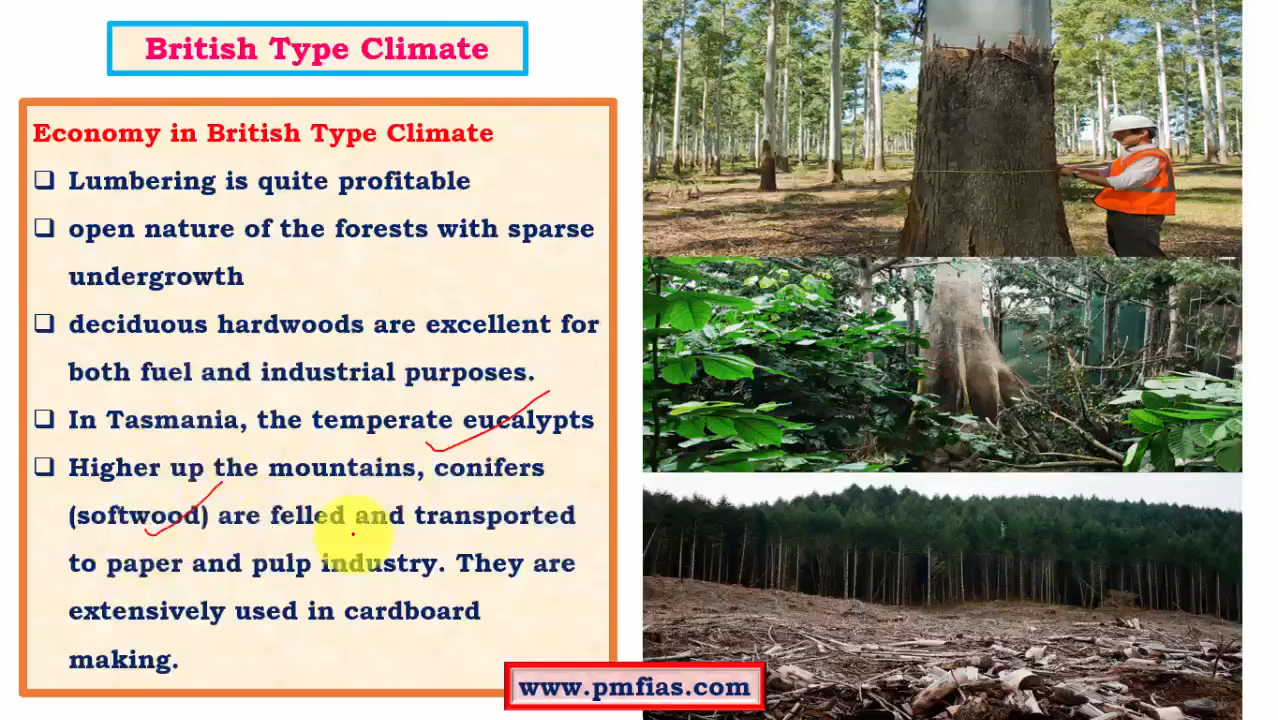 British Type Climate
Economy in British Type Climate
❑ Lumbering is quite profitable
❑ open nature of the forests with sparse
undergrowth
❑ deciduous hardwoods are excellent for
both fuel and industrial purposes.
❑ In Tasmania, the temperate eucalypts
❑ Higher up the mountains, conifers
(softwood) are felled and transported
to paper and pulp industry. They are
extensively used in cardboard
making.
www.pmfias.com